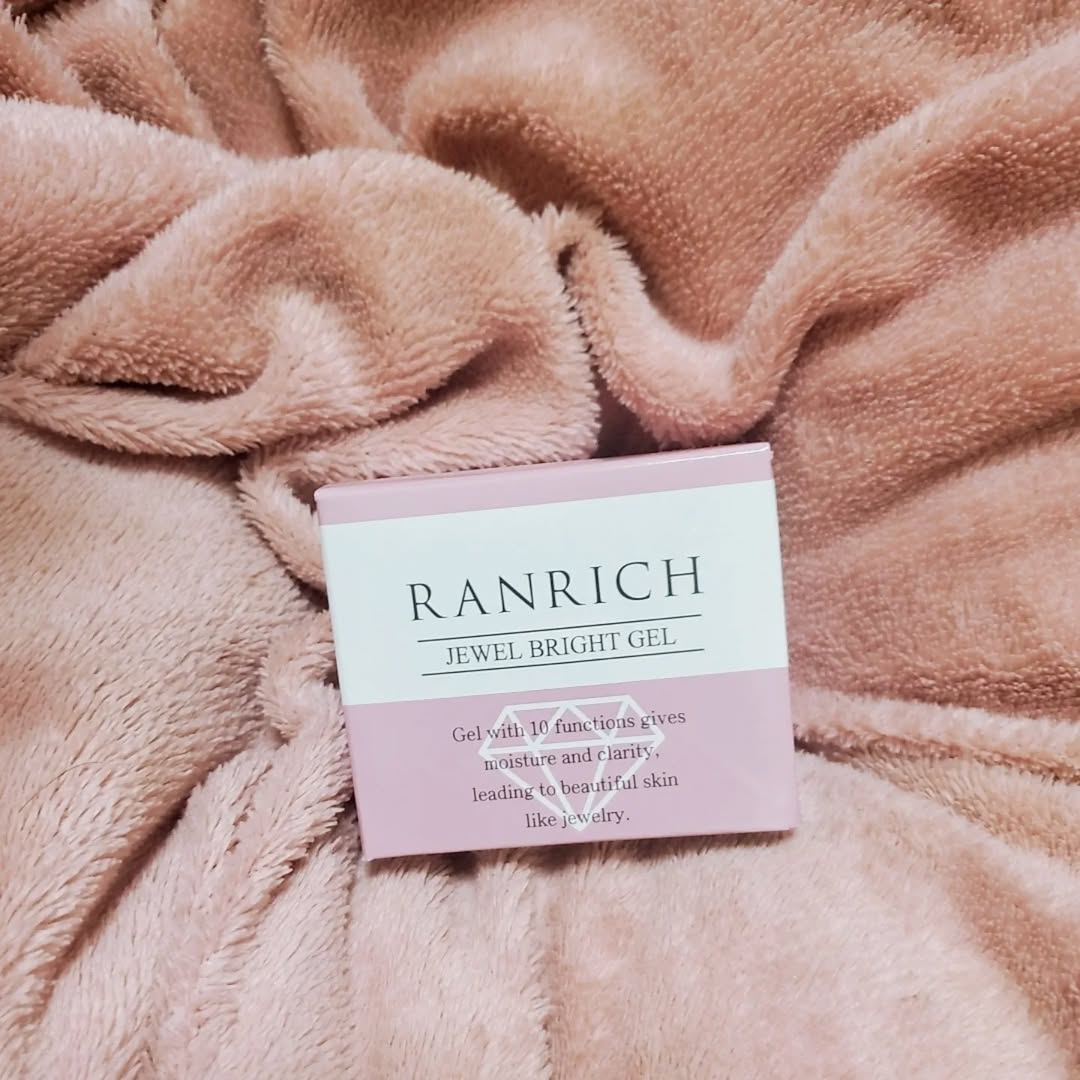 RANRICH
JEWEL BRIGHT GEL
Gel with 10 functions gives
moisture and clarity,
leading to beautiful skin
like jewelry.